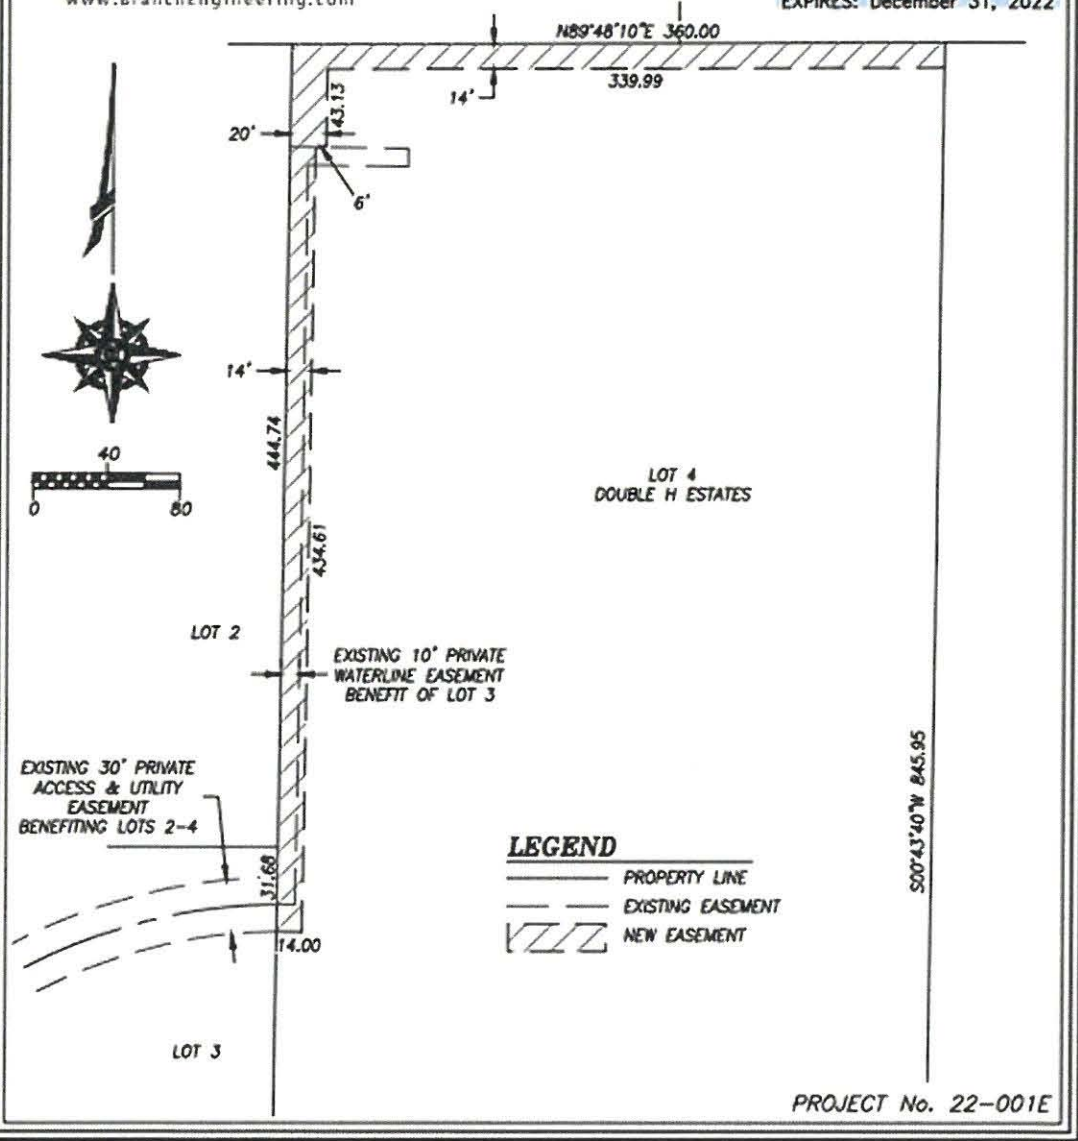 www.BranchEngineering.com
EXPIRES: December 31, 2022
N89°48'10"E 360.00
339.99
14'
43.13
20'
6'
14'
444.74
40
0 80
LOT 4
DOUBLE H ESTATES
434.61
LOT 2
EXISTING 10' PRIVATE
WATERLINE EASEMENT
BENEFIT OF LOT 3
EXISTING 30' PRIVATE
ACCESS & UTILITY
EASEMENT
BENEFITING LOTS 2-4
S00°43'40"W 845.95
31.68
14.00
LEGEND
PROPERTY LINE
EXISTING EASEMENT
NEW EASEMENT
LOT 3
PROJECT No. 22-001E